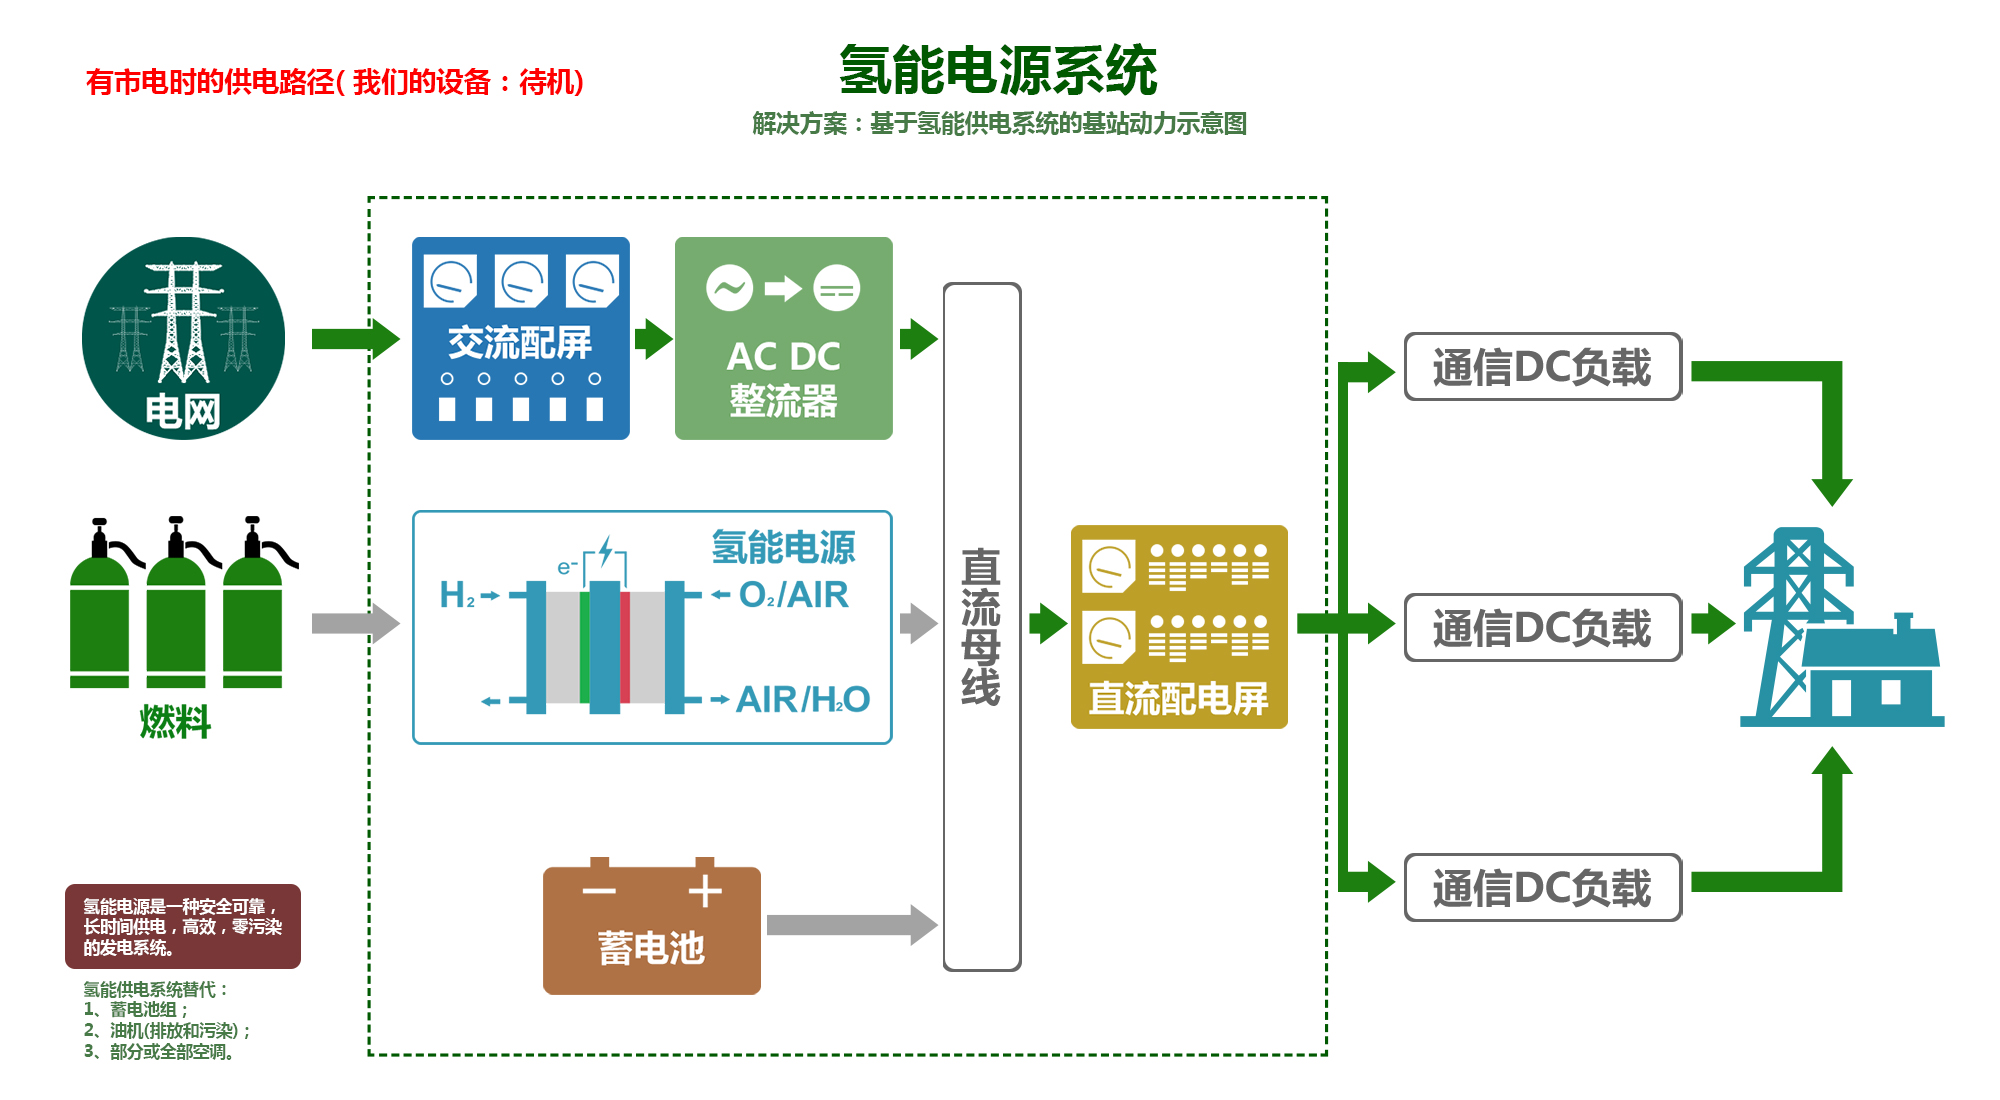 氢能电源系统
解决方案：基于氢能供电系统的基站动力示意图
有市电时的供电路径( 我们的设备：待机)
电网
交流配屏
AC DC
整流器
燃料
氢能电源
e-
H₂
O₂/AIR
AIR/H₂O
蓄电池
直流母线
直流配电屏
通信DC负载
通信DC负载
通信DC负载
氢能电源是一种安全可靠，
长时间供电，高效，零污染
的发电系统。
氢能供电系统替代：
1、蓄电池组；
2、油机(排放和污染)；
3、部分或全部空调。